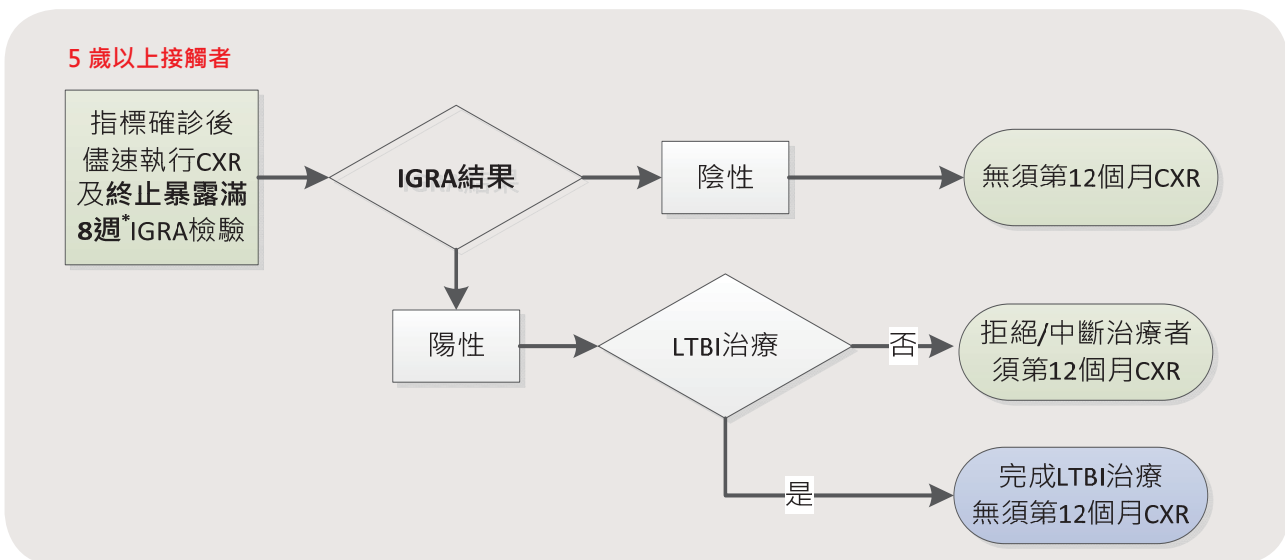 5 歲以上接觸者
指標確診後
儘速執行CXR
及終止暴露滿
8週*IGRA檢驗
IGRA結果
陰性
無須第12個月CXR
陽性
LTBI治療
否
拒絕/中斷治療者
須第12個月CXR
是
完成LTBI治療
無須第12個月CXR